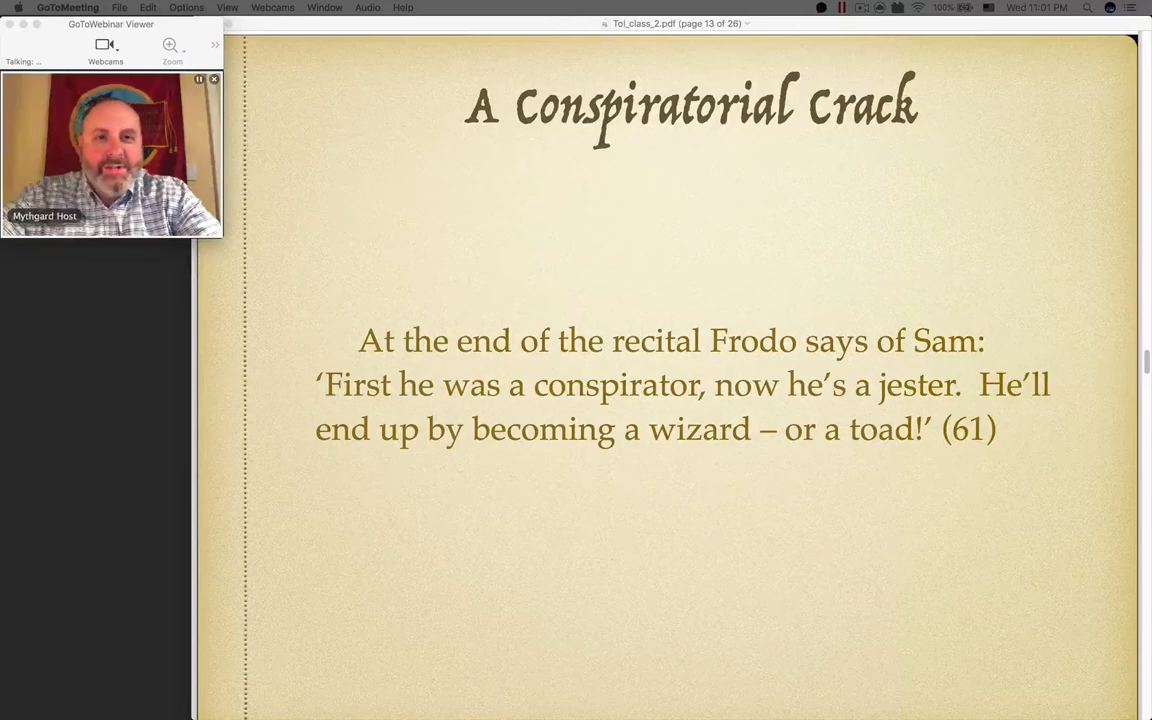 GoToMeeting File Edit Options View Webcams Window Audio Help 100% Wed 11:01 PM
GoToWebinar Viewer
Tol_class_2.pdf (page 13 of 26)
Talking: ...
Webcams
Zoom
Mythgard Host
A Conspiratorial Crack
At the end of the recital Frodo says of Sam:
‘First he was a conspirator, now he’s a jester. He’ll
end up by becoming a wizard – or a toad!’ (61)